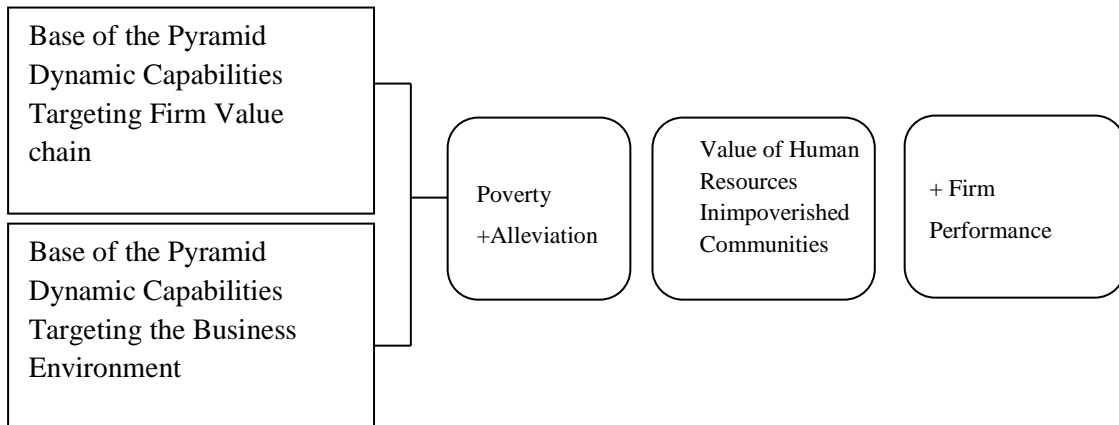 Base of the Pyramid
Dynamic Capabilities
Targeting Firm Value
chain
Base of the Pyramid
Dynamic Capabilities
Targeting the Business
Environment
Poverty
+Alleviation
Value of Human
Resources
Inimpoverished
Communities
+ Firm
Performance